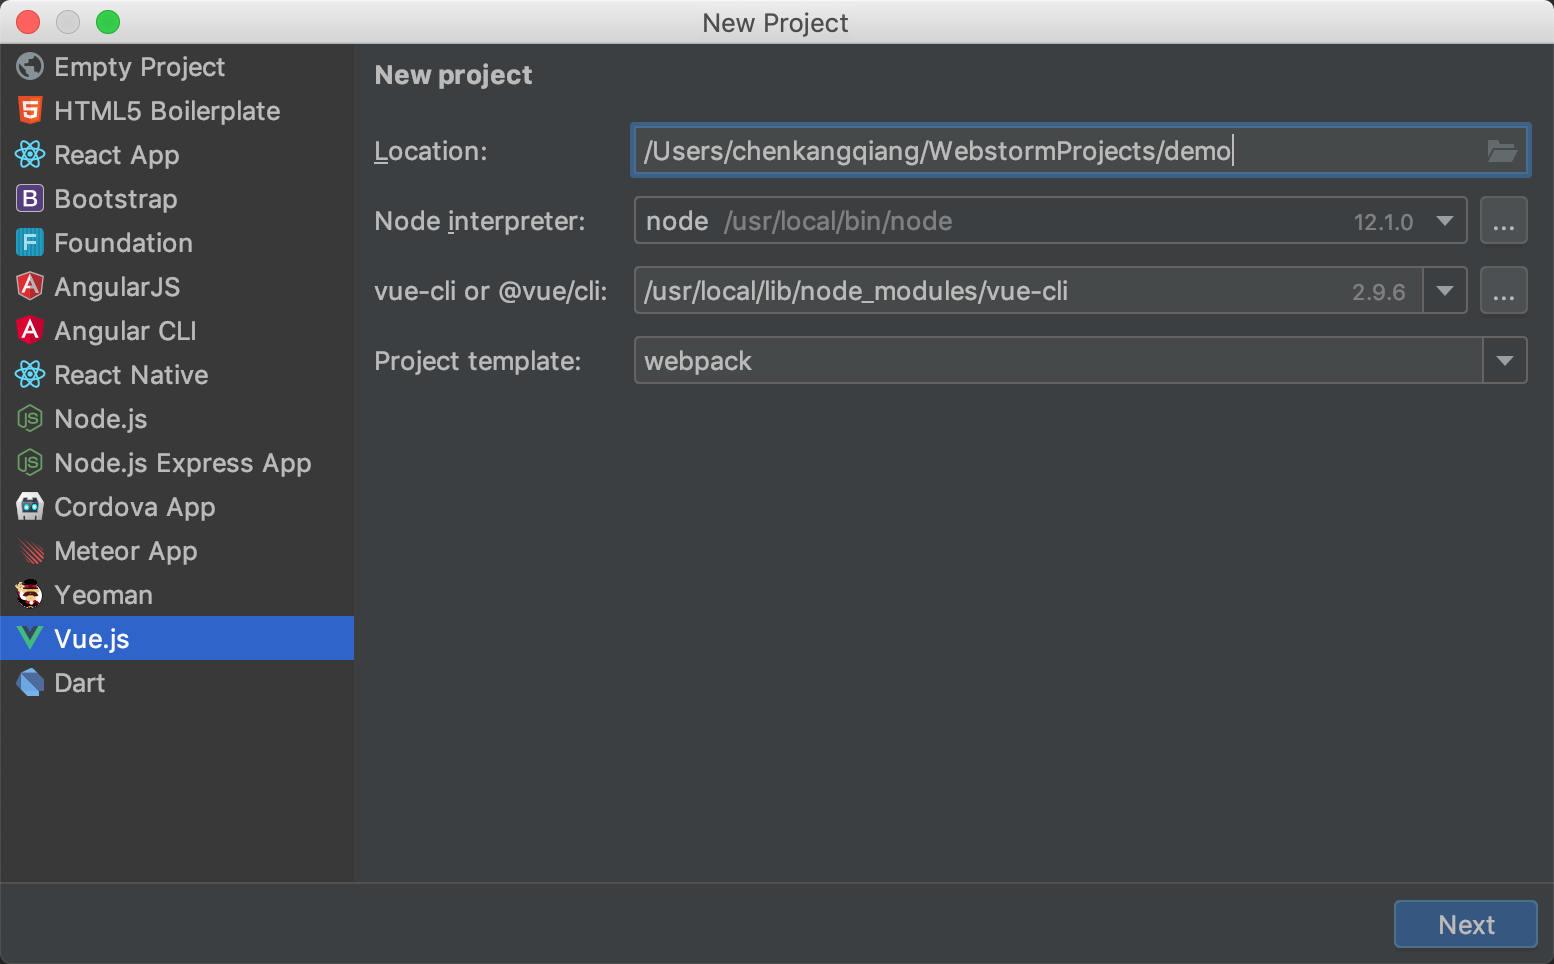 New Project
Empty Project
HTML5 Boilerplate
React App
Bootstrap
Foundation
AngularJS
Angular CLI
React Native
Node.js
Node.js Express App
Cordova App
Meteor App
Yeoman
Vue.js
Dart
New project
Location: /Users/chenkangqiang/WebstormProjects/demo
Node interpreter: node /usr/local/bin/node 12.1.0 ...
vue-cli or @vue/cli: /usr/local/lib/node_modules/vue-cli 2.9.6 ...
Project template: webpack
Next